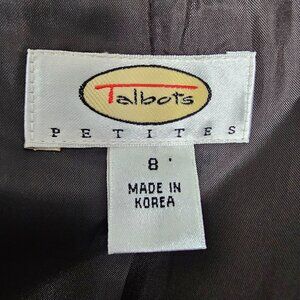 Talbots
PETITES
8
MADE IN
KOREA